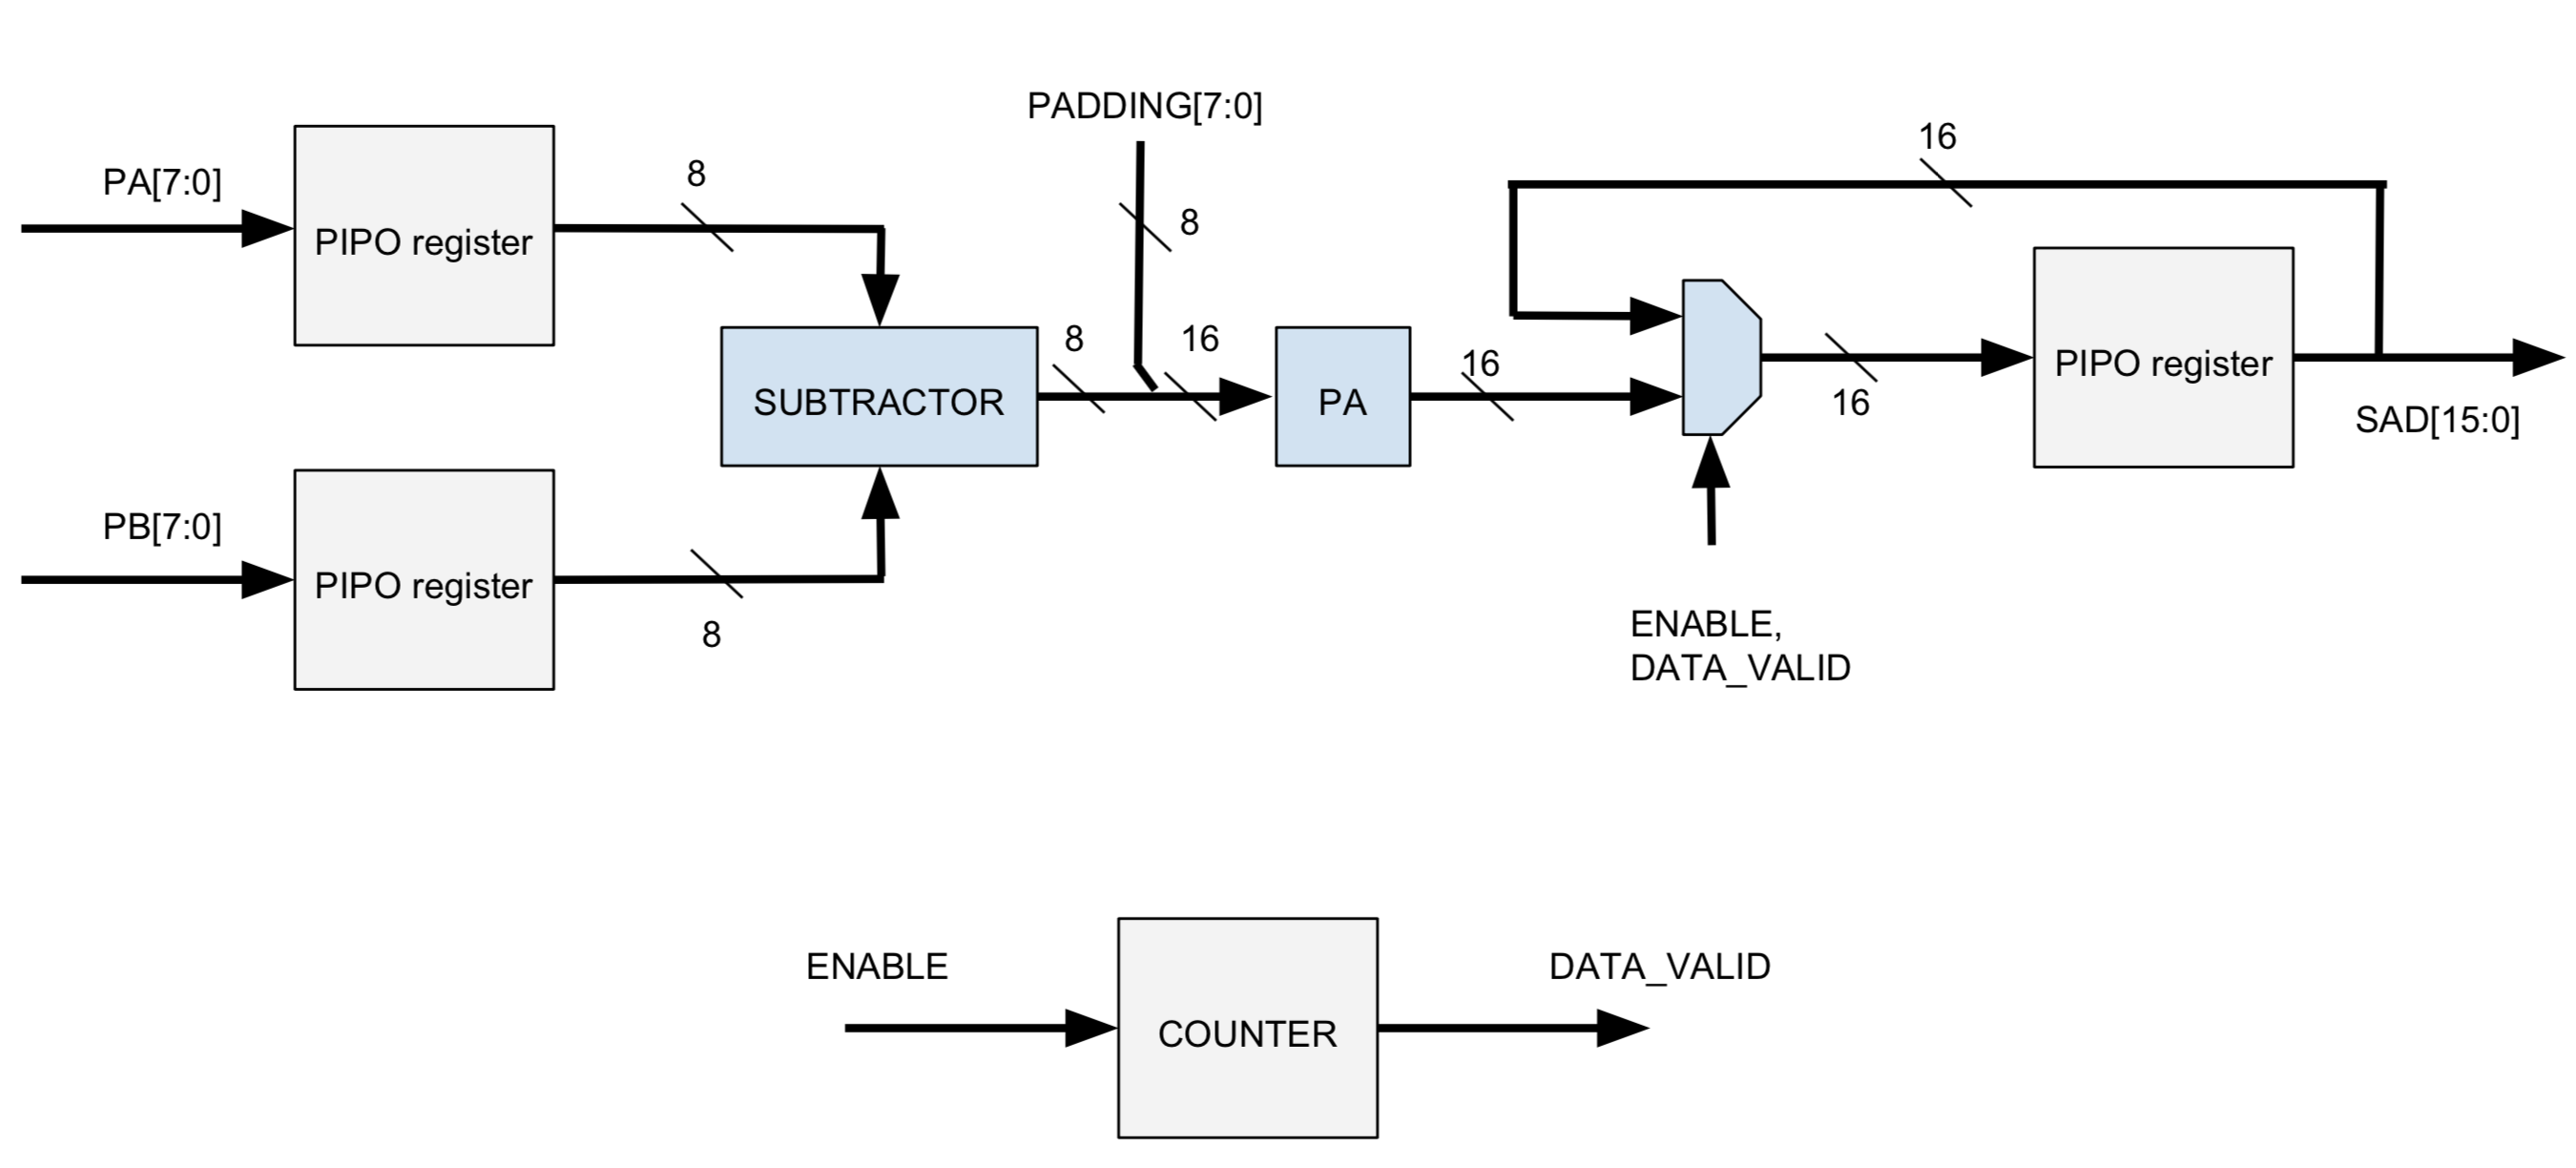 PADDING[7:0]
16
PA[7:0]
8
8
PIPO register
8
16
16
PIPO register
SUBTRACTOR
PA
16
SAD[15:0]
PB[7:0]
PIPO register
8
ENABLE,
DATA_VALID
ENABLE
DATA_VALID
COUNTER